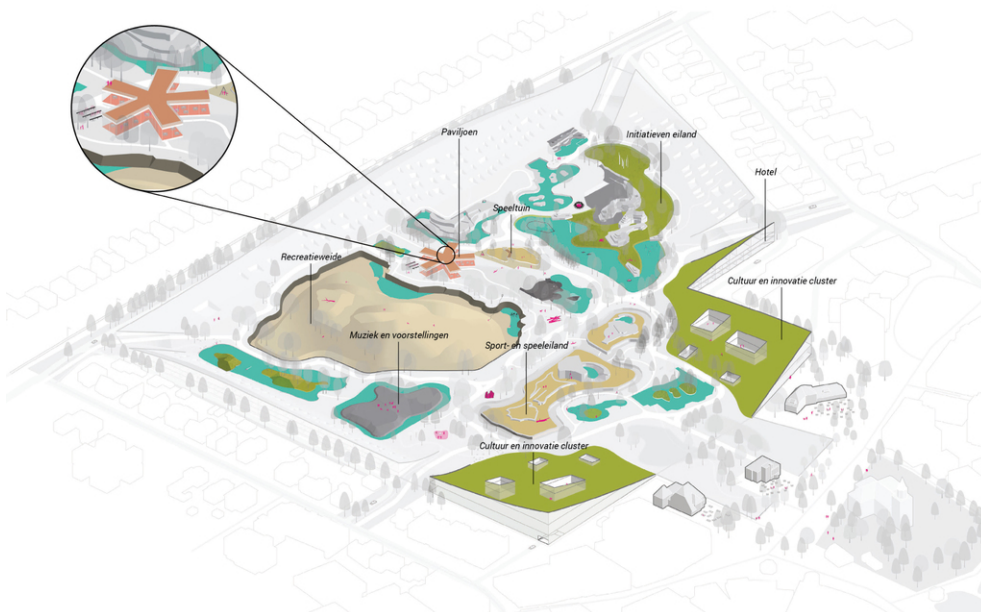 Paviljoen
Initiatieven eiland
Hotel
Speeltuin
Recreatieweide
Cultuur en innovatie cluster
Muziek en voorstellingen
Sport- en speeleiland
Cultuur en innovatie cluster